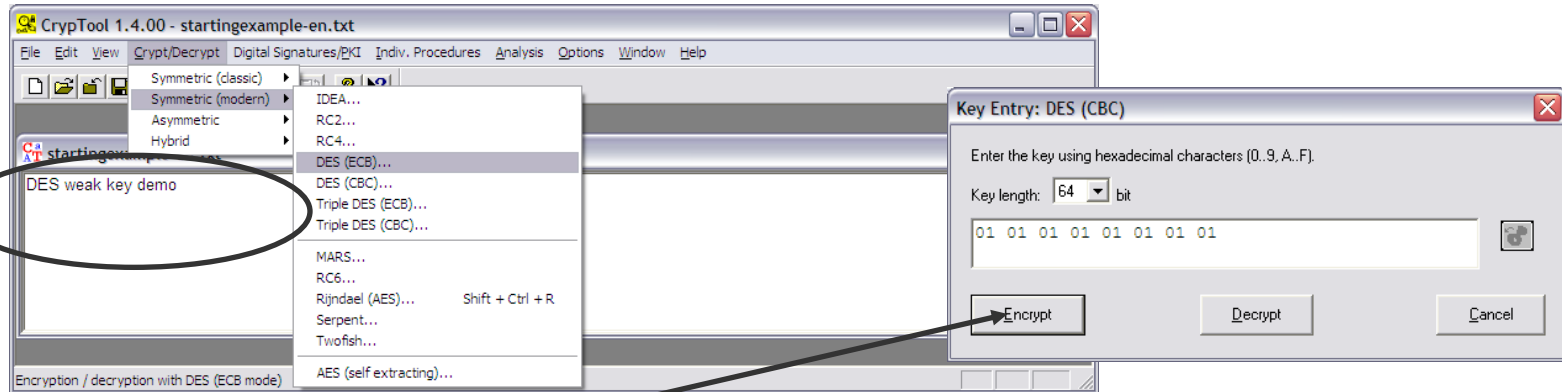 CrypTool 1.4.00 - startingexample-en.txt
File Edit View Crypt/Decrypt Digital Signatures/PKI Indiv. Procedures Analysis Options Window Help
Symmetric (classic)
Symmetric (modern)
Asymmetric
Hybrid
IDEA...
RC2...
RC4...
DES (ECB)...
DES (CBC)...
Triple DES (ECB)...
Triple DES (CBC)...
MARS...
RC6...
Rijndael (AES)... Shift + Ctrl + R
Serpent...
Twofish...
AES (self extracting)...
DES weak key demo
Encryption / decryption with DES (ECB mode)
Key Entry: DES (CBC)
Enter the key using hexadecimal characters (0..9, A..F).
Key length: 64 bit
01 01 01 01 01 01 01 01
Encrypt Decrypt Cancel